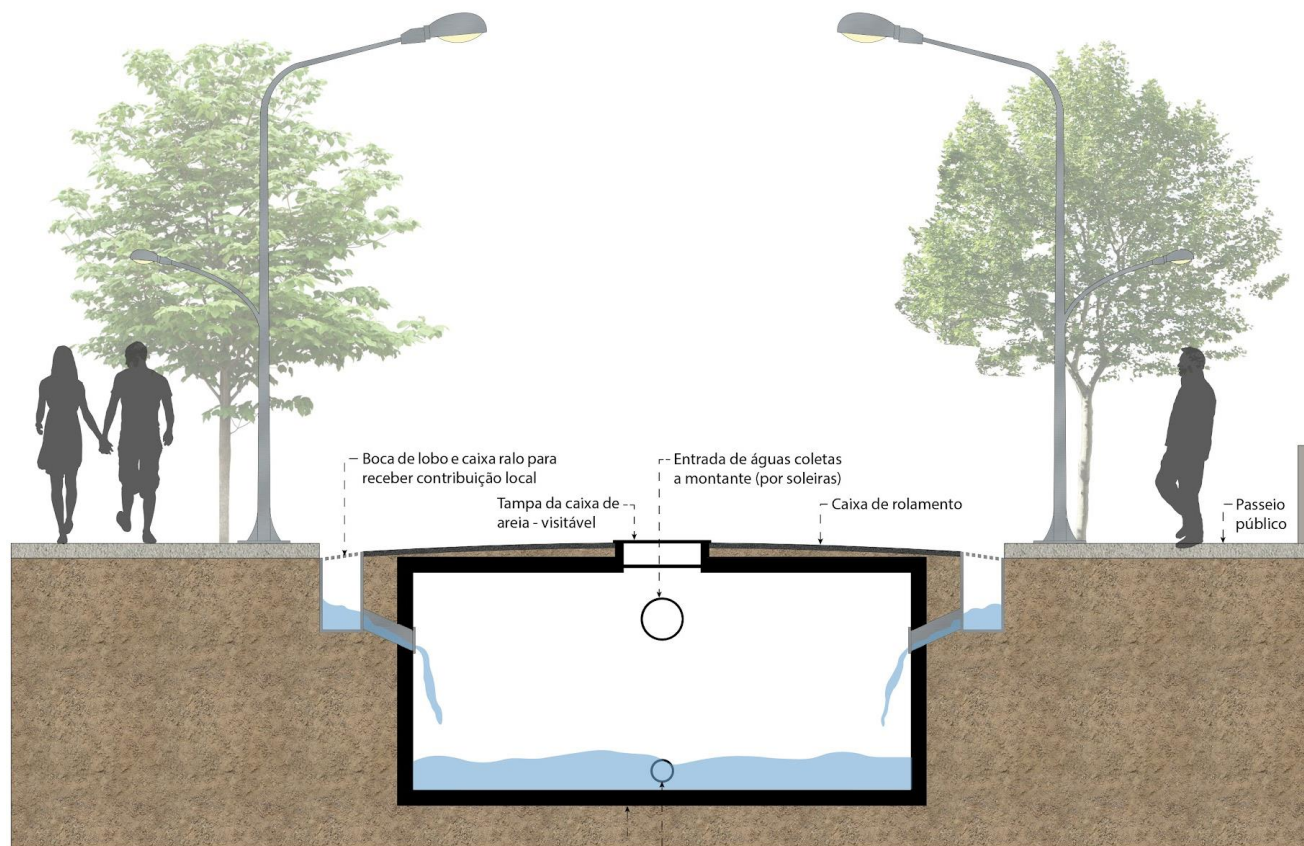 Boca de lobo e caixa ralo para
receber contribuição local
Tampa da caixa de
areia - visitável
Entrada de águas coletas
a montante (por soleiras)
Caixa de rolamento
Passeio
público